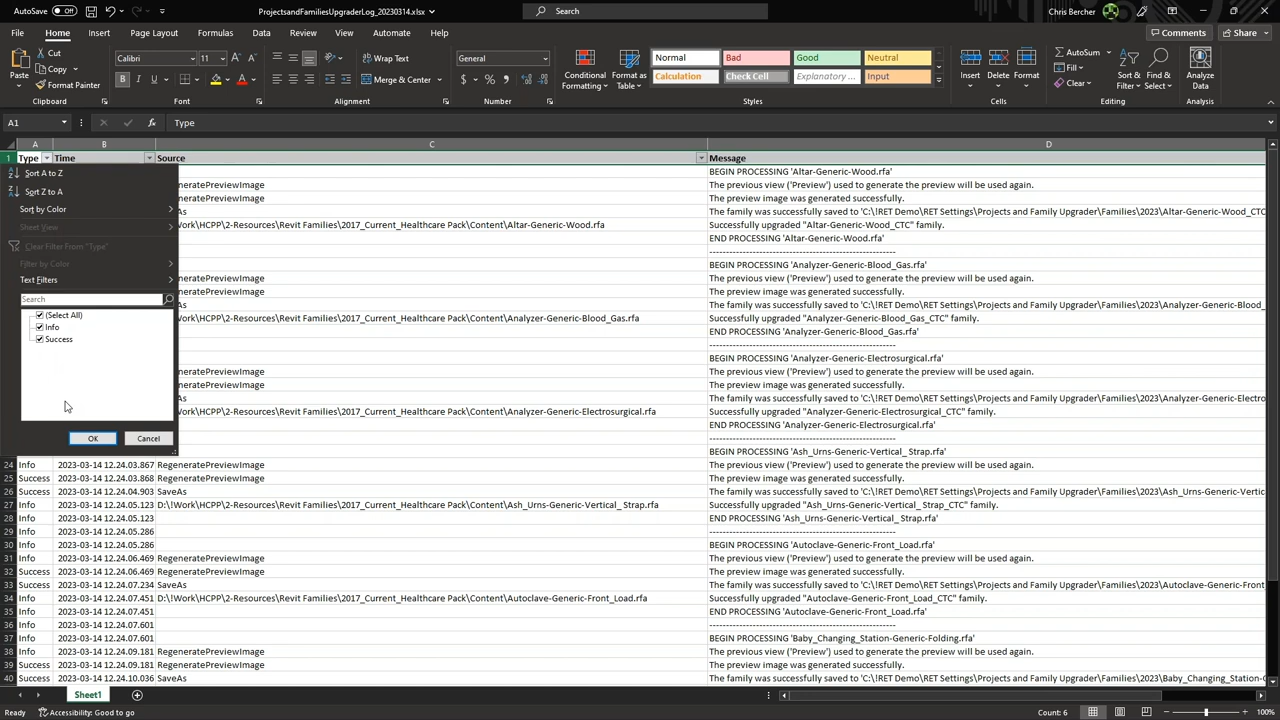 AutoSave Off ProjectsandFamiliesUpgraderLog_20230314.xlsx Search Chris Bercher
File Home Insert Page Layout Formulas Data Review View Automate Help Comments Share
Paste Cut Copy Format Painter Clipboard
Calibri 11 B I U A A Font
Wrap Text Merge & Center Alignment
General $ % Number
Conditional Formatting Format as Table Normal Bad Good Neutral Calculation Check Cell Explanatory ... Input Styles
Insert Delete Format Cells
AutoSum Fill Clear Sort & Filter Find & Select Editing
Analyze Data Analysis
A1 fx Type
A B C D
1 Type Time Source Message
Sort A to Z
Sort Z to A
Sort by Color
Sheet View
Clear Filter From "Type"
Filter by Color
Text Filters
Search
(Select All)
Info
Success
OK Cancel
BEGIN PROCESSING 'Altar-Generic-Wood.rfa'
neratePreviewImage The previous view ('Preview') used to generate the preview will be used again.
neratePreviewImage The preview image was successfully generated.
As The family was successfully saved to 'C:\!RET Demo\RET Settings\Projects and Family Upgrader\Families\2023\Altar-Generic-Wood_CTC
Work\HCPP\2-Resources\Revit Families\2017_Current_Healthcare Pack\Content\Altar-Generic-Wood.rfa Successfully upgraded "Altar-Generic-Wood_CTC" family.
END PROCESSING 'Altar-Generic-Wood.rfa'
-------------------------------------------------------
BEGIN PROCESSING 'Analyzer-Generic-Blood_Gas.rfa'
neratePreviewImage The previous view ('Preview') used to generate the preview will be used again.
neratePreviewImage The preview image was generated successfully.
As The family was successfully saved to 'C:\!RET Demo\RET Settings\Projects and Family Upgrader\Families\2023\Analyzer-Generic-Blood_
Work\HCPP\2-Resources\Revit Families\2017_Current_Healthcare Pack\Content\Analyzer-Generic-Blood_Gas.rfa Successfully upgraded "Analyzer-Generic-Blood_Gas_CTC" family.
END PROCESSING 'Analyzer-Generic-Blood_Gas.rfa'
-------------------------------------------------------
BEGIN PROCESSING 'Analyzer-Generic-Electrosurgical.rfa'
neratePreviewImage The previous view ('Preview') used to generate the preview will be used again.
neratePreviewImage The preview image was generated successfully.
As The family was successfully saved to 'C:\!RET Demo\RET Settings\Projects and Family Upgrader\Families\2023\Analyzer-Generic-Electro
Work\HCPP\2-Resources\Revit Families\2017_Current_Healthcare Pack\Content\Analyzer-Generic-Electrosurgical.rfa Successfully upgraded "Analyzer-Generic-Electrosurgical_CTC" family.
END PROCESSING 'Analyzer-Generic-Electrosurgical.rfa'
-------------------------------------------------------
BEGIN PROCESSING 'Ash_Urns-Generic-Vertical_ Strap.rfa'
24 Info 2023-03-14 12.24.03.867 RegeneratePreviewImage The previous view ('Preview') used to generate the preview will be used again.
25 Success 2023-03-14 12.24.03.868 RegeneratePreviewImage The preview image was generated successfully.
26 Success 2023-03-14 12.24.04.903 SaveAs The family was successfully saved to 'C:\!RET Demo\RET Settings\Projects and Family Upgrader\Families\2023\Ash_Urns-Generic-Vertic
27 Info 2023-03-14 12.24.05.123 D:\!Work\HCPP\2-Resources\Revit Families\2017_Current_Healthcare Pack\Content\Ash_Urns-Generic-Vertical_ Strap.rfa Successfully upgraded "Ash_Urns-Generic-Vertical_ Strap_CTC" family.
28 Info 2023-03-14 12.24.05.123 END PROCESSING 'Ash_Urns-Generic-Vertical_ Strap.rfa'
29 Info 2023-03-14 12.24.05.286 -------------------------------------------------------
30 Info 2023-03-14 12.24.05.286 BEGIN PROCESSING 'Autoclave-Generic-Front_Load.rfa'
31 Info 2023-03-14 12.24.06.469 RegeneratePreviewImage The previous view ('Preview') used to generate the preview will be used again.
32 Success 2023-03-14 12.24.06.469 RegeneratePreviewImage The preview image was generated successfully.
33 Success 2023-03-14 12.24.07.234 SaveAs The family was successfully saved to 'C:\!RET Demo\RET Settings\Projects and Family Upgrader\Families\2023\Autoclave-Generic-Front
34 Info 2023-03-14 12.24.07.451 D:\!Work\HCPP\2-Resources\Revit Families\2017_Current_Healthcare Pack\Content\Autoclave-Generic-Front_Load.rfa Successfully upgraded "Autoclave-Generic-Front_Load_CTC" family.
35 Info 2023-03-14 12.24.07.451 END PROCESSING 'Autoclave-Generic-Front_Load.rfa'
36 Info 2023-03-14 12.24.07.601 -------------------------------------------------------
37 Info 2023-03-14 12.24.07.601 BEGIN PROCESSING 'Baby_Changing_Station-Generic-Folding.rfa'
38 Info 2023-03-14 12.24.09.181 RegeneratePreviewImage The previous view ('Preview') used to generate the preview will be used again.
39 Success 2023-03-14 12.24.09.181 RegeneratePreviewImage The preview image was generated successfully.
40 Success 2023-03-14 12.24.10.036 SaveAs The family was successfully saved to 'C:\!RET Demo\RET Settings\Projects and Family Upgrader\Families\2023\Baby_Changing_Station-
Sheet1
Ready Accessibility: Good to go Count: 6 100%